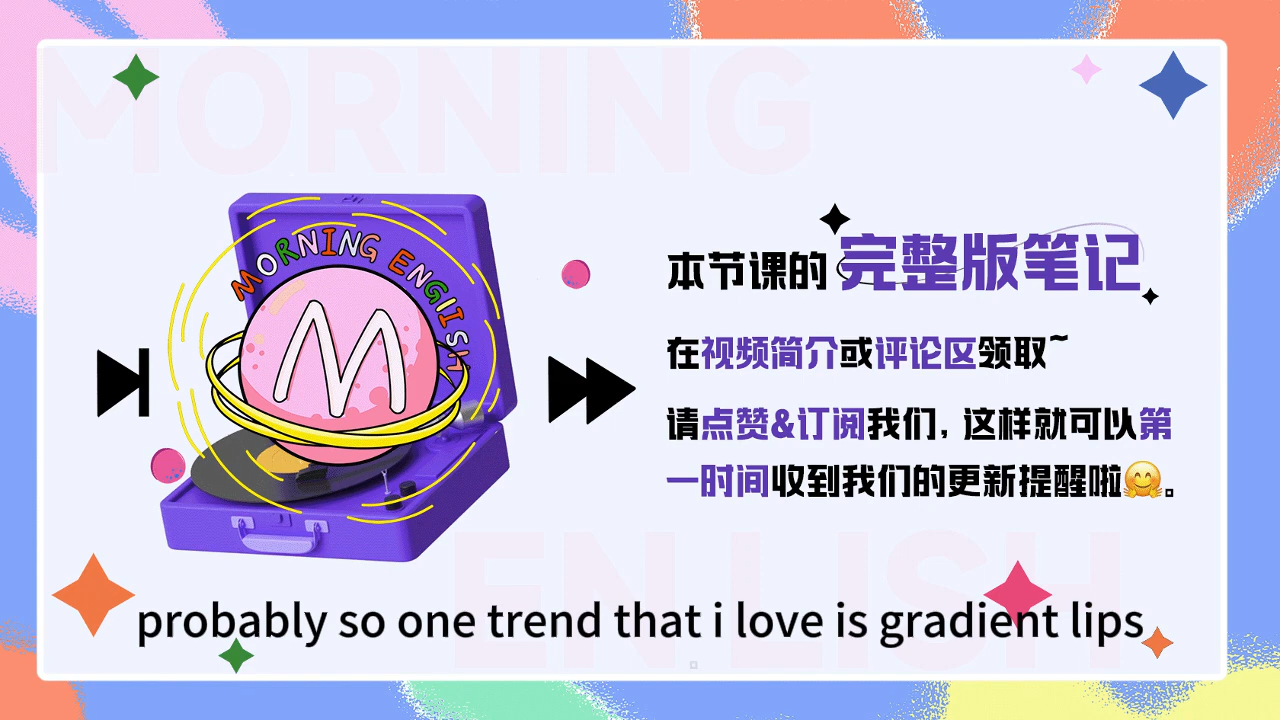 MORNING
MORNING ENGlISH
M
本节课的 完整版笔记
在视频简介或评论区领取~
请点赞&订阅我们, 这样就可以第
一时间收到我们的更新提醒啦🤗。
EN LISH
probably so one trend that i love is gradient lips